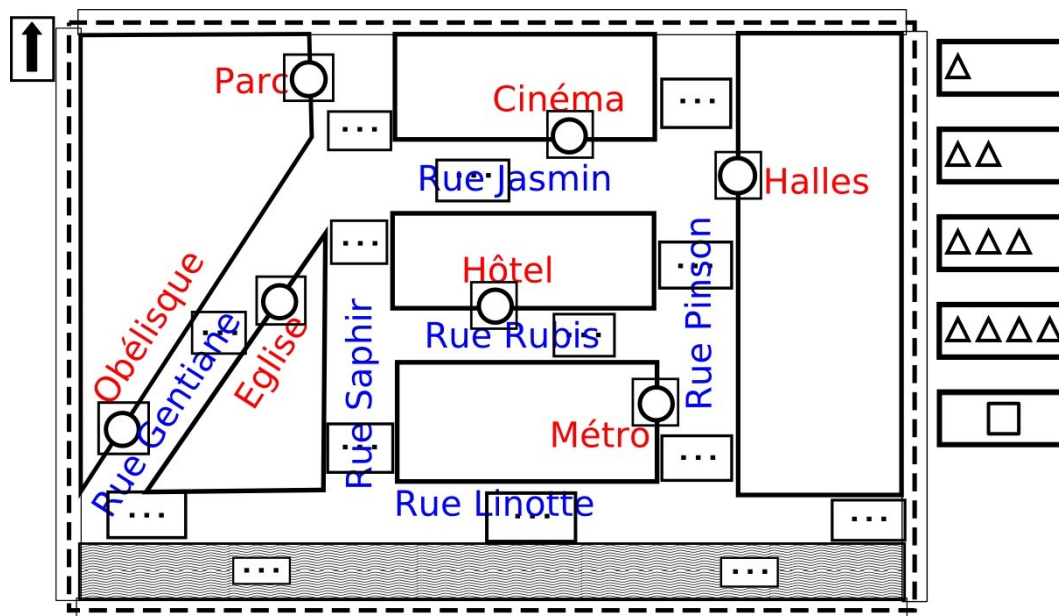 Parc
Cinéma
Rue Jasmin
Halles
Obélisque
Hôtel
Eglise
Rue Gentiane
Rue Saphir
Rue Rubis
Rue Pinson
Métro
Rue Linotte